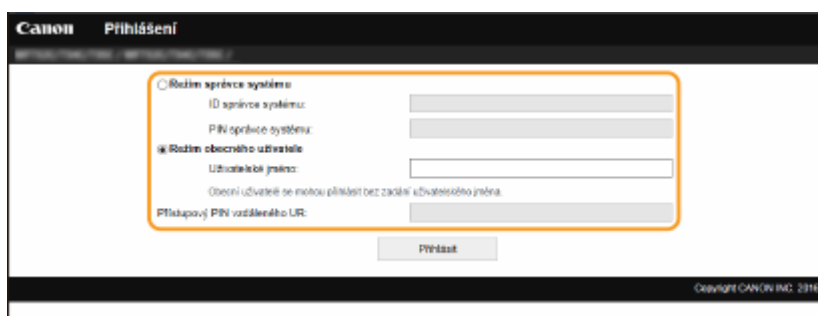 Canon Přihlášení
Režim správce systému
ID správce systému:
PIN správce systému:
Režim obecného uživatele
Uživatelské jméno:
Obecní uživatelé se mohou přihlásit bez zadání uživatelského jména.
Přístupový PIN vzdáleného UR:
Přihlásit
Copyright CANON INC. 2016